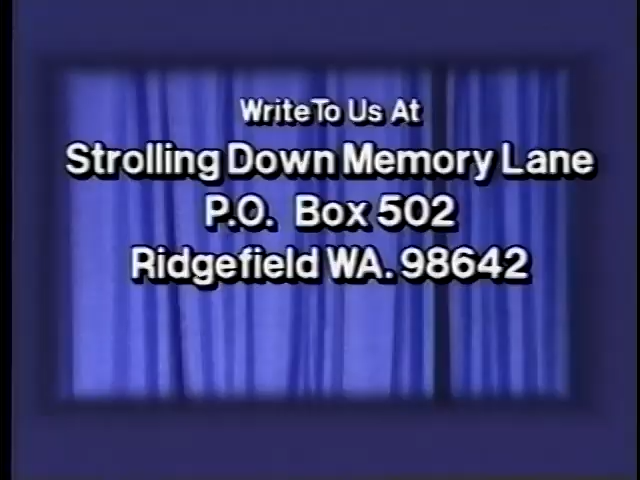 Write To Us At
Strolling Down Memory Lane
P.O. Box 502
Ridgefield WA. 98642